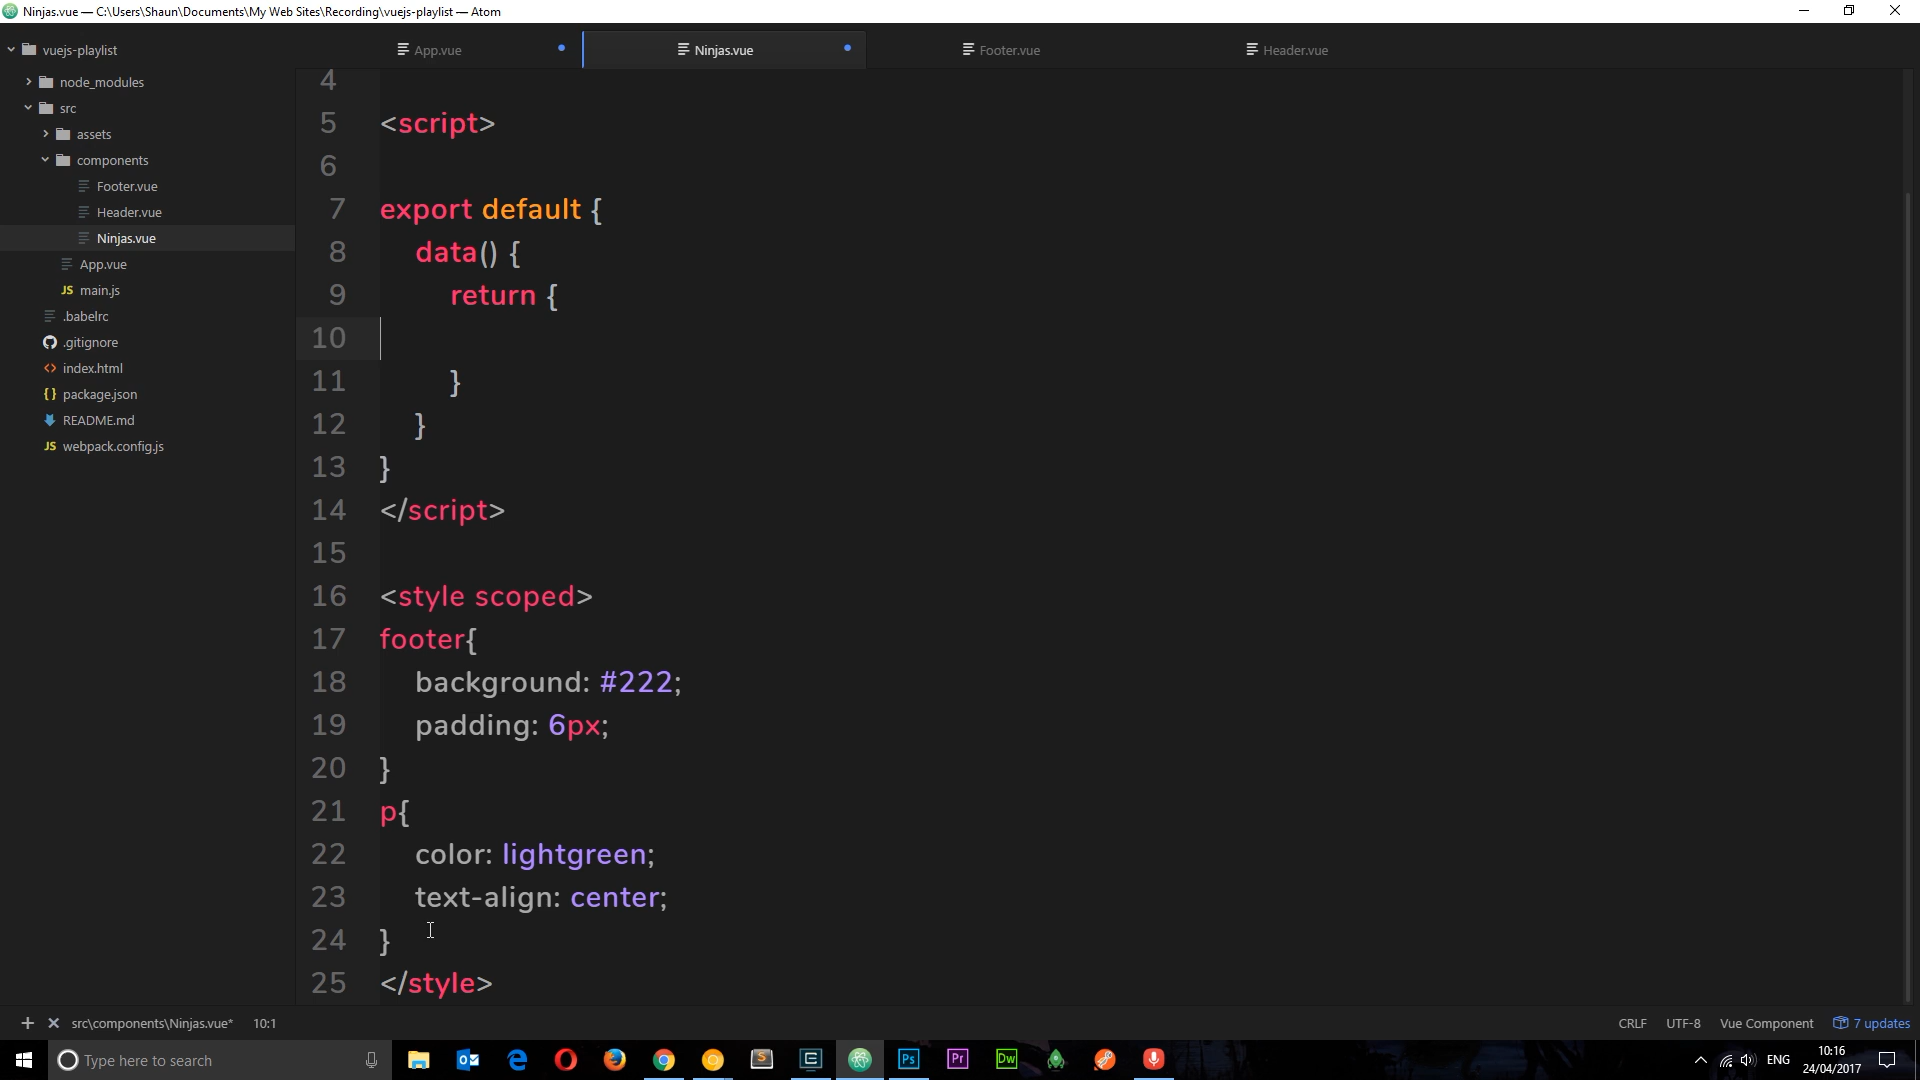 Ninjas.vue — C:\Users\Shaun\Documents\My Web Sites\Recording\vuejs-playlist — Atom
vuejs-playlist
node_modules
src
assets
components
Footer.vue
Header.vue
Ninjas.vue
App.vue
JS main.js
.babelrc
.gitignore
<> index.html
{} package.json
README.md
JS webpack.config.js
App.vue
Ninjas.vue
Footer.vue
Header.vue
4
5 <script>
6
7 export default {
8 data() {
9 return {
10
11 }
12 }
13 }
14 </script>
15
16 <style scoped>
17 footer{
18 background: #222;
19 padding: 6px;
20 }
21 p{
22 color: lightgreen;
23 text-align: center;
24 }
25 </style>
src\components\Ninjas.vue* 10:1
CRLF UTF-8 Vue Component 7 updates
Type here to search
S
Ps
Pr
Dw
ENG
10:16
24/04/2017